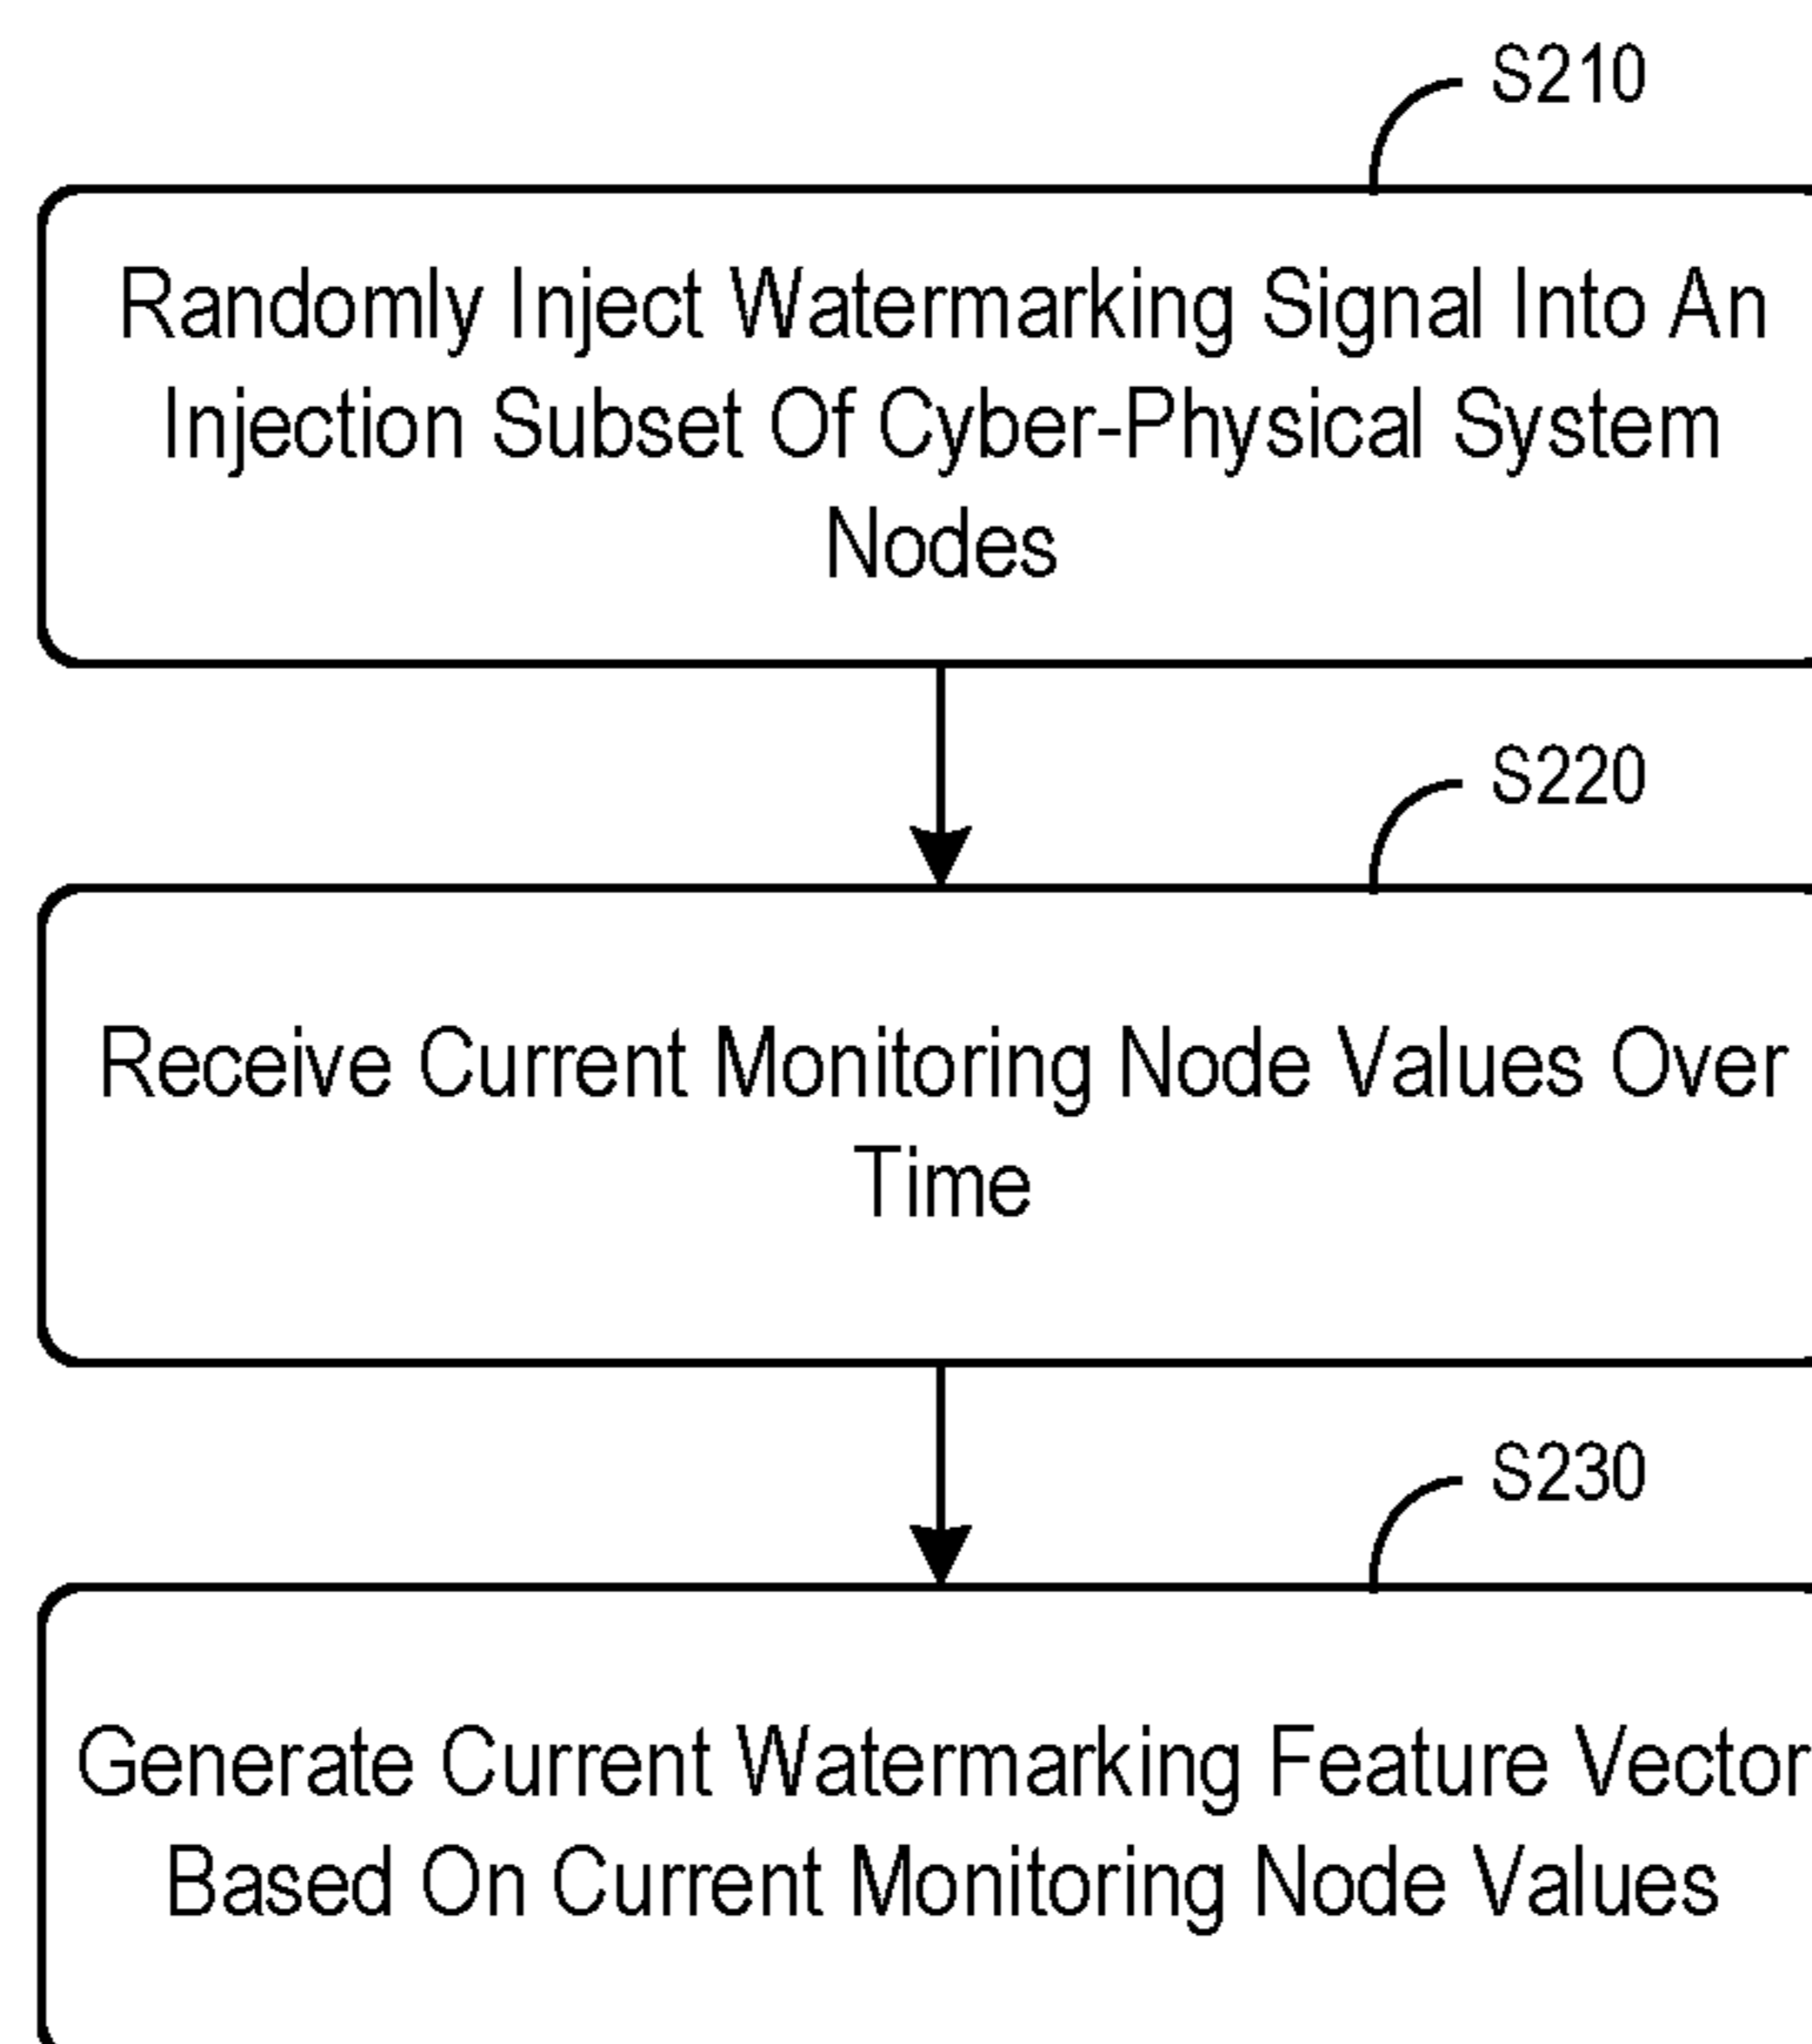 S210
Randomly Inject Watermarking Signal Into An
Injection Subset Of Cyber-Physical System
Nodes
S220
Receive Current Monitoring Node Values Over
Time
S230
Generate Current Watermarking Feature Vector
Based On Current Monitoring Node Values